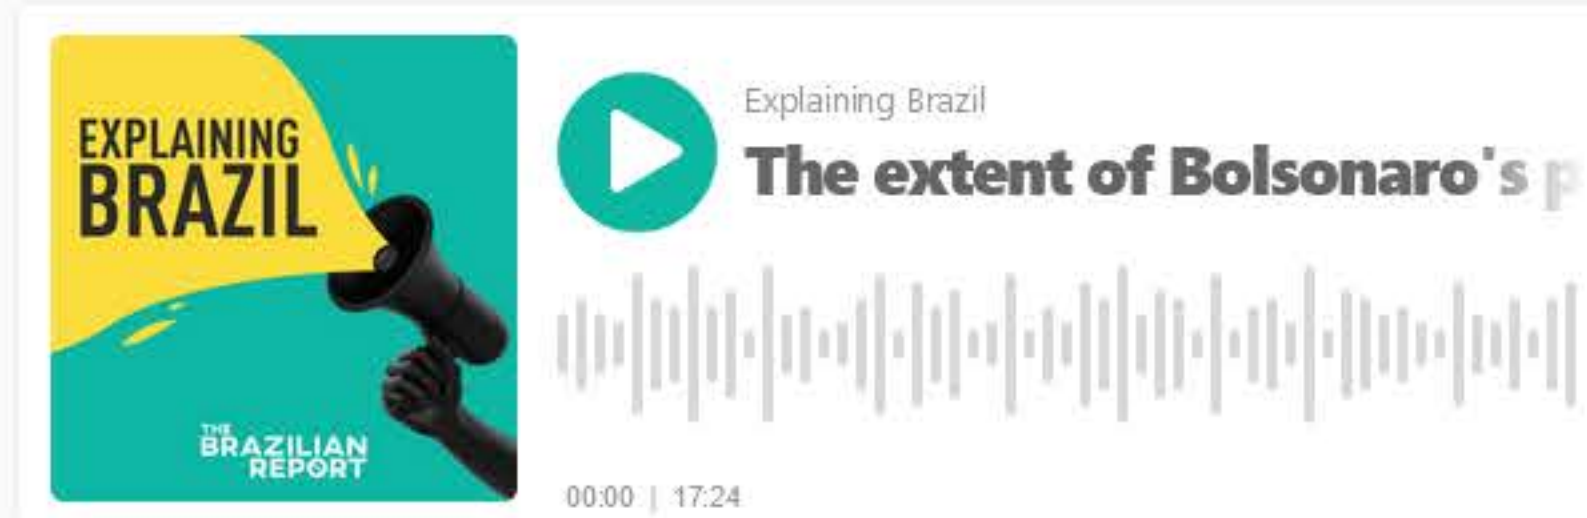 EXPLAINING
BRAZIL
THE
BRAZILIAN
REPORT
Explaining Brazil
The extent of Bolsonaro's
00:00 | 17:24